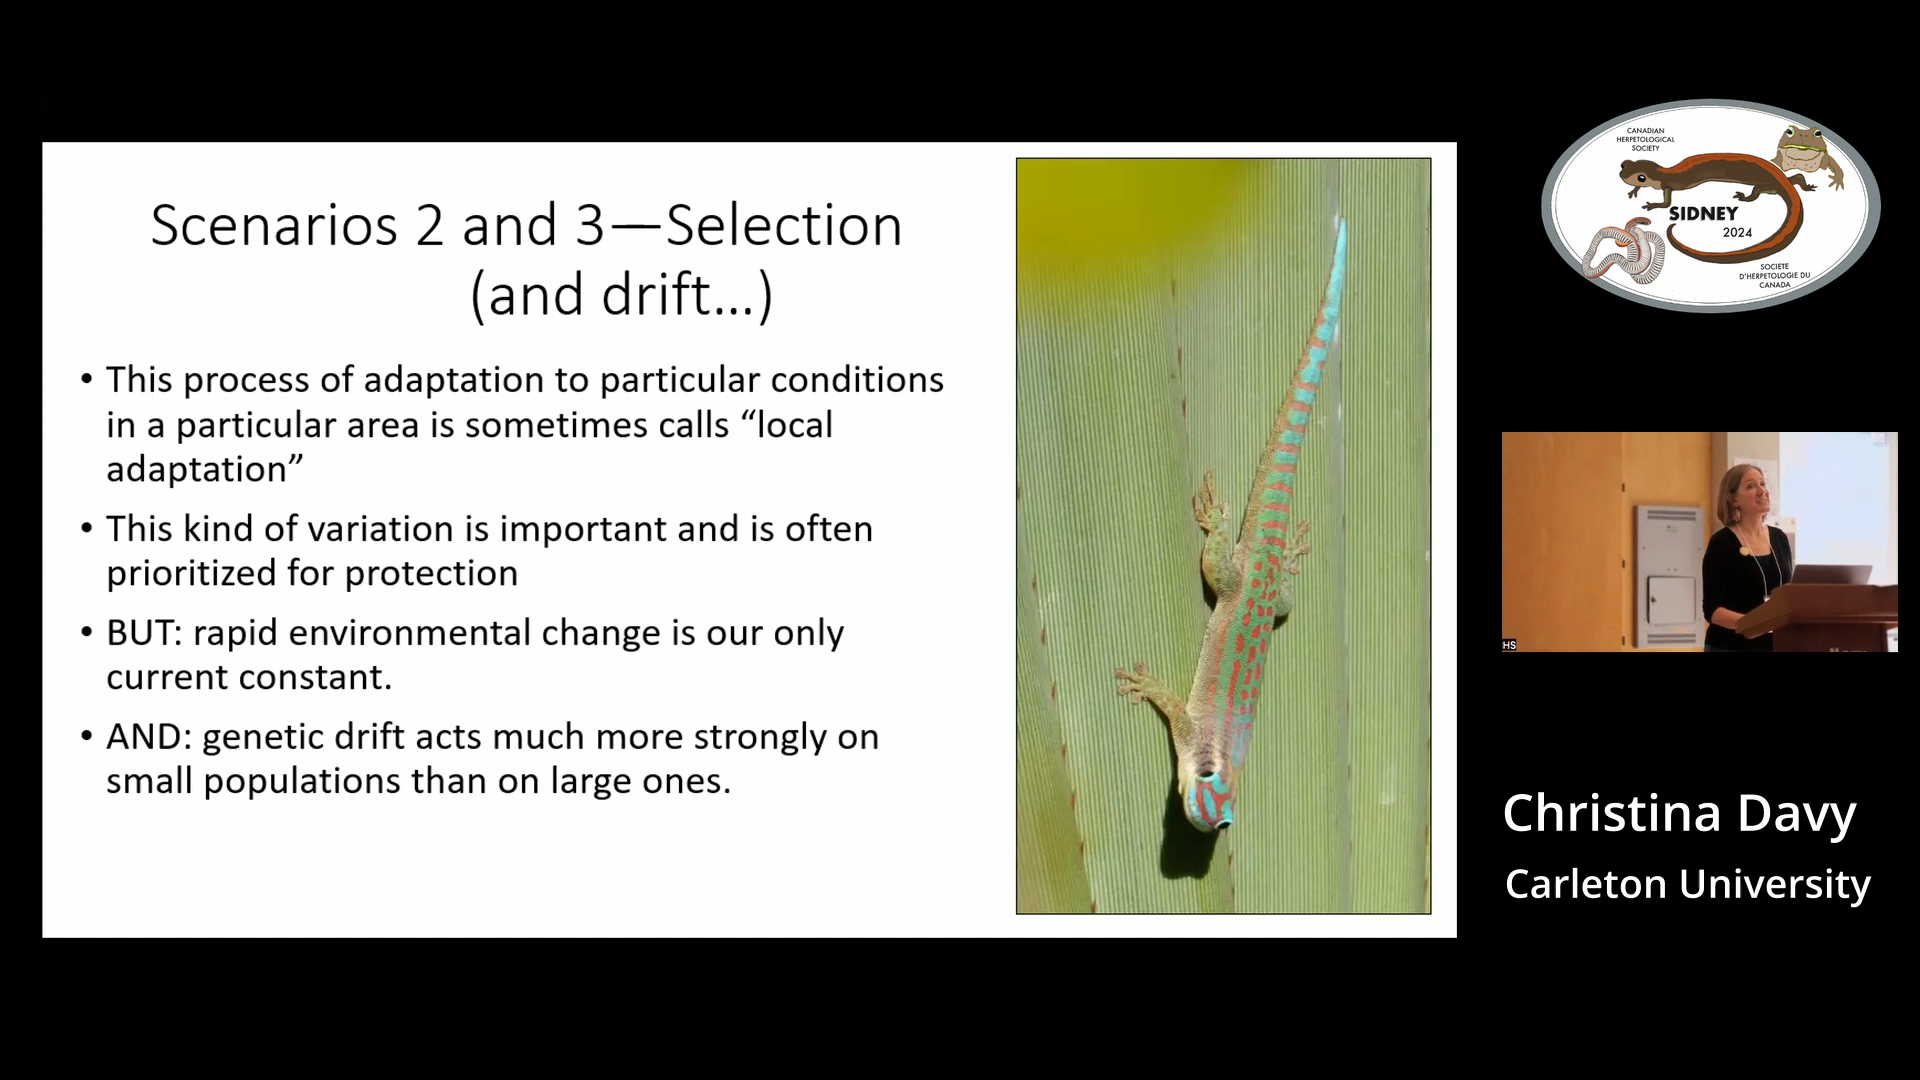 Scenarios 2 and 3—Selection
(and drift...)
• This process of adaptation to particular conditions
in a particular area is sometimes calls “local
adaptation”
• This kind of variation is important and is often
prioritized for protection
• BUT: rapid environmental change is our only
current constant.
• AND: genetic drift acts much more strongly on
small populations than on large ones.
CANADIAN
HERPETOLOGICAL
SOCIETY
SIDNEY
2024
SOCIETE
D'HERPETOLOGIE DU
CANADA
HS
Christina Davy
Carleton University